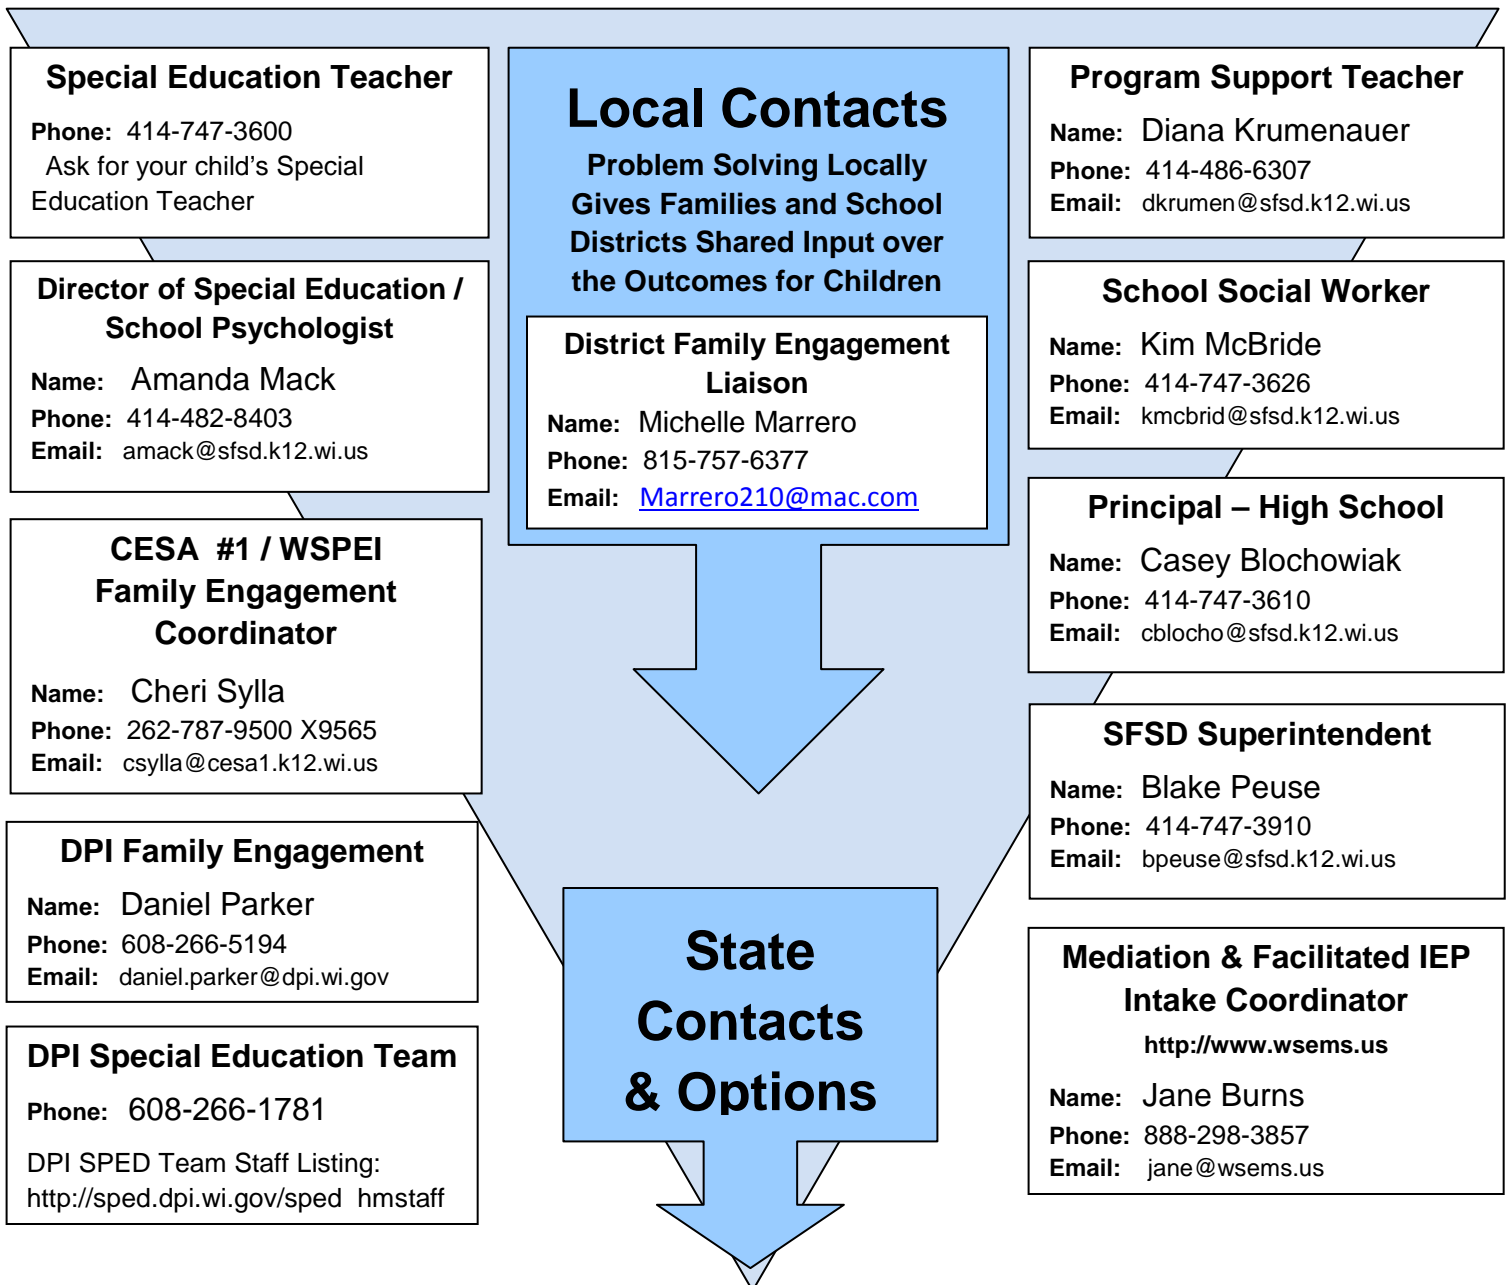 Special Education Teacher
Phone: 414-747-3600
Ask for your child's Special
Education Teacher
Director of Special Education /
School Psychologist
Name: Amanda Mack
Phone: 414-482-8403
Email: amack@sfsd.k12.wi.us
CESA #1 / WSPEI
Family Engagement
Coordinator
Name: Cheri Sylla
Phone: 262-787-9500 X9565
Email: csylla@cesa1.k12.wi.us
DPI Family Engagement
Name: Daniel Parker
Phone: 608-266-5194
Email: daniel.parker@dpi.wi.gov
DPI Special Education Team
Phone: 608-266-1781
DPI SPED Team Staff Listing:
http://sped.dpi.wi.gov/sped hmstaff
Local Contacts
Problem Solving Locally
Gives Families and School
Districts Shared Input over
the Outcomes for Children
District Family Engagement
Liaison
Name: Michelle Marrero
Phone: 815-757-6377
Email: Marrero210@mac.com
State
Contacts
& Options
Program Support Teacher
Name: Diana Krumenauer
Phone: 414-486-6307
Email: dkrumen@sfsd.k12.wi.us
School Social Worker
Name: Kim McBride
Phone: 414-747-3626
Email: kmcbrid@sfsd.k12.wi.us
Principal – High School
Name: Casey Blochowiak
Phone: 414-747-3610
Email: cblocho@sfsd.k12.wi.us
SFSD Superintendent
Name: Blake Peuse
Phone: 414-747-3910
Email: bpeuse@sfsd.k12.wi.us
Mediation & Facilitated IEP
Intake Coordinator
http://www.wsems.us
Name: Jane Burns
Phone: 888-298-3857
Email: jane@wsems.us